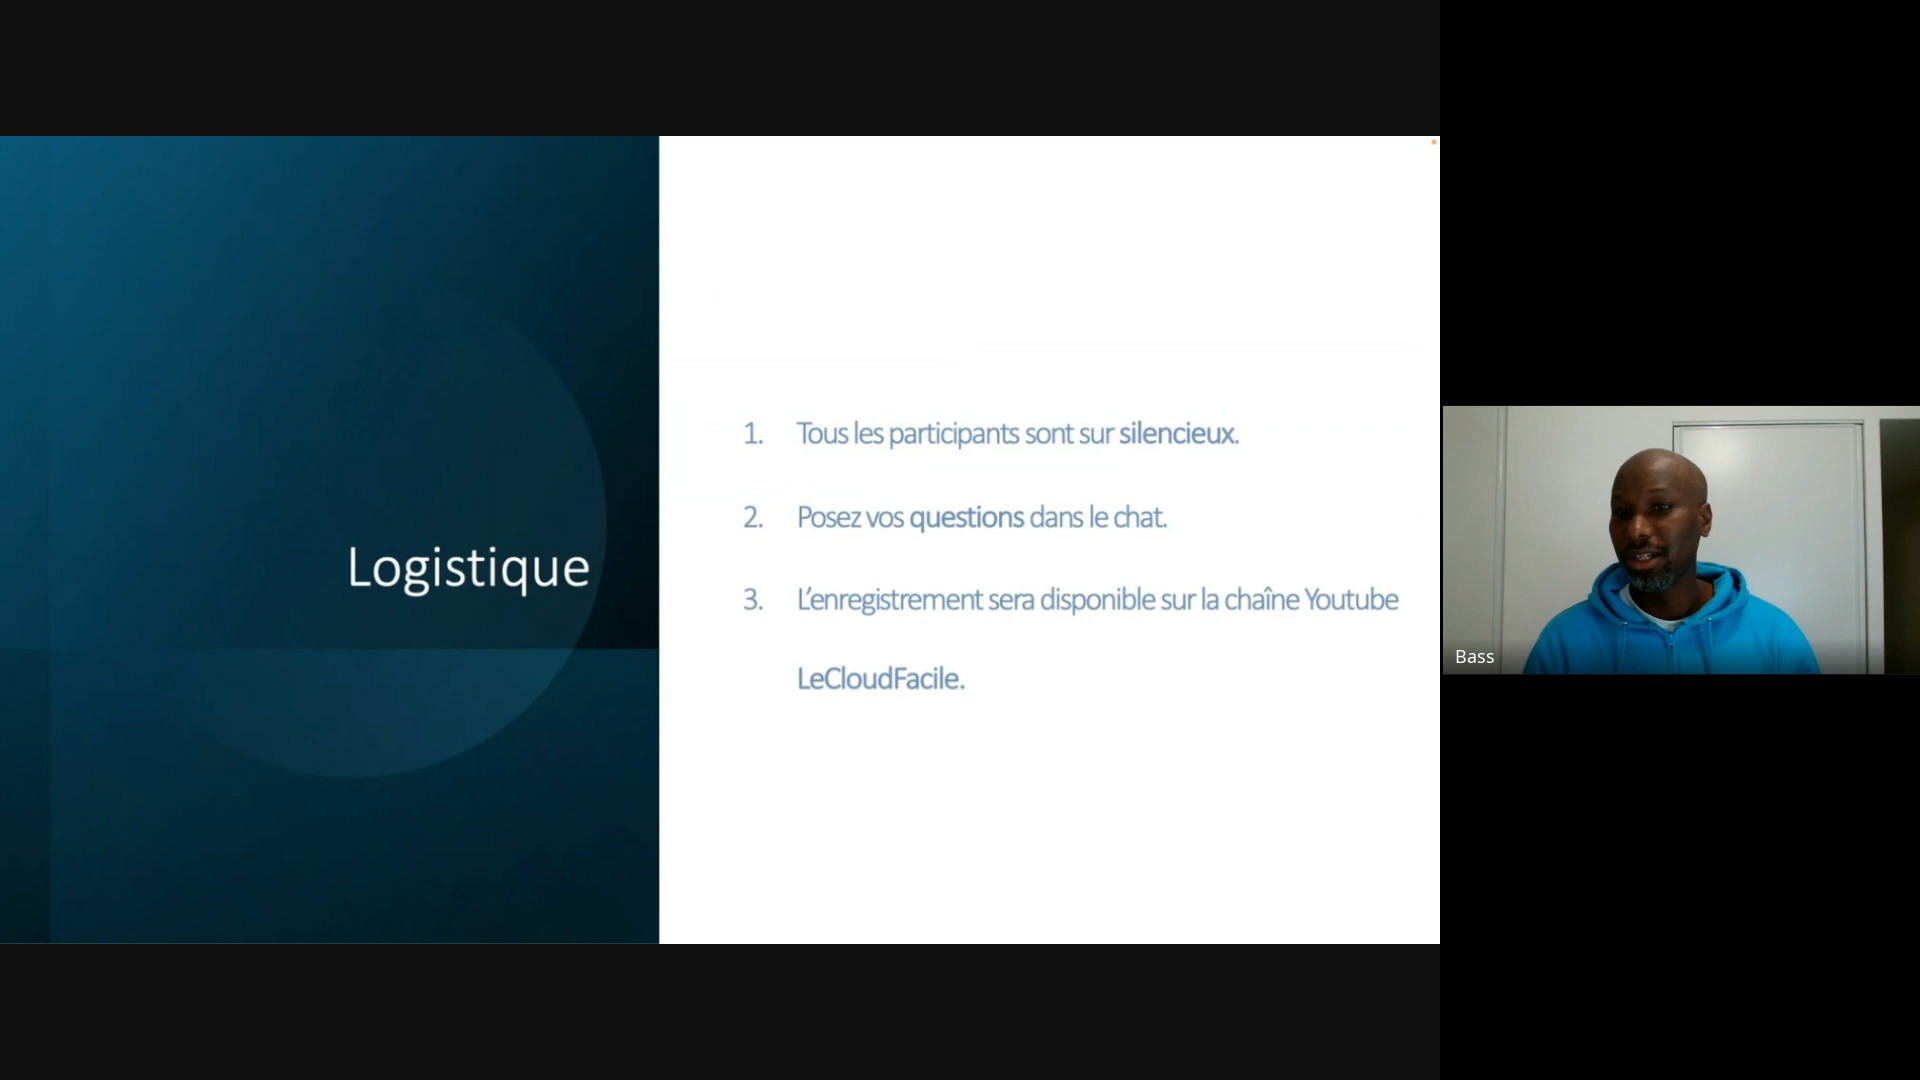 Logistique
1. Tous les participants sont sur silencieux.
2. Posez vos questions dans le chat.
3. L’enregistrement sera disponible sur la chaîne Youtube
LeCloudFacile.
Bass